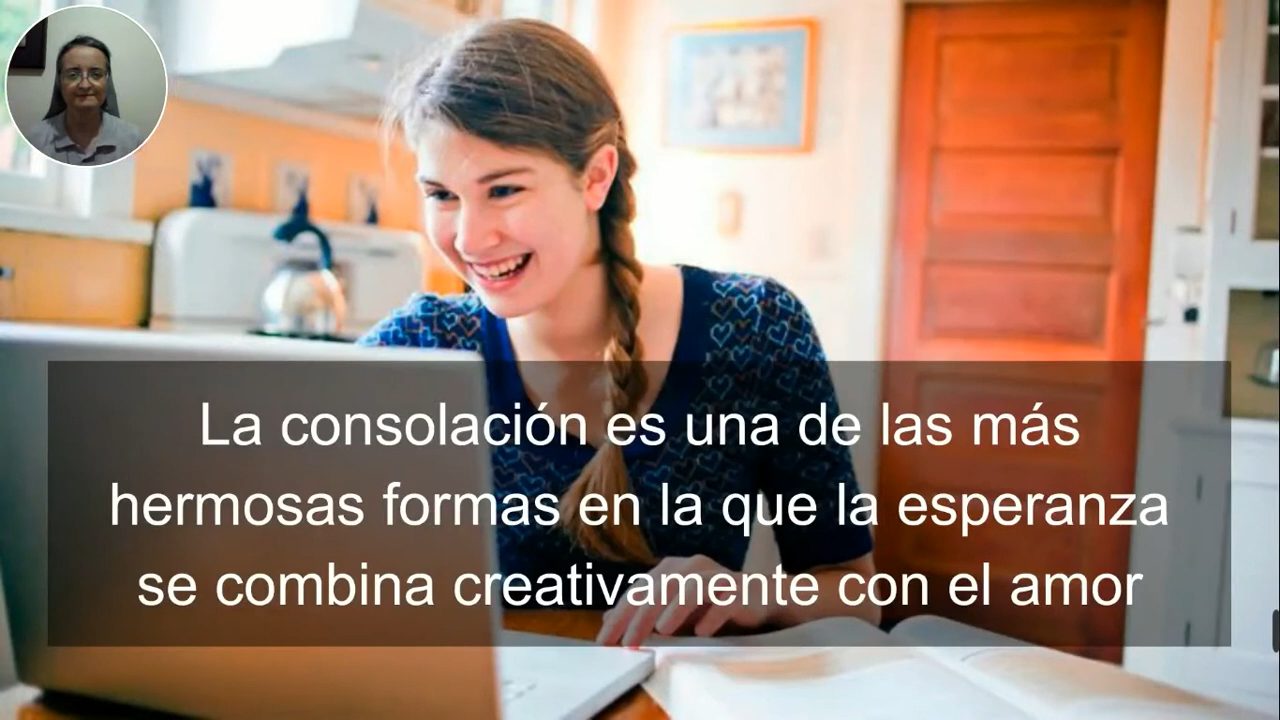 La consolación es una de las más
hermosas formas en la que la esperanza
se combina creativamente con el amor